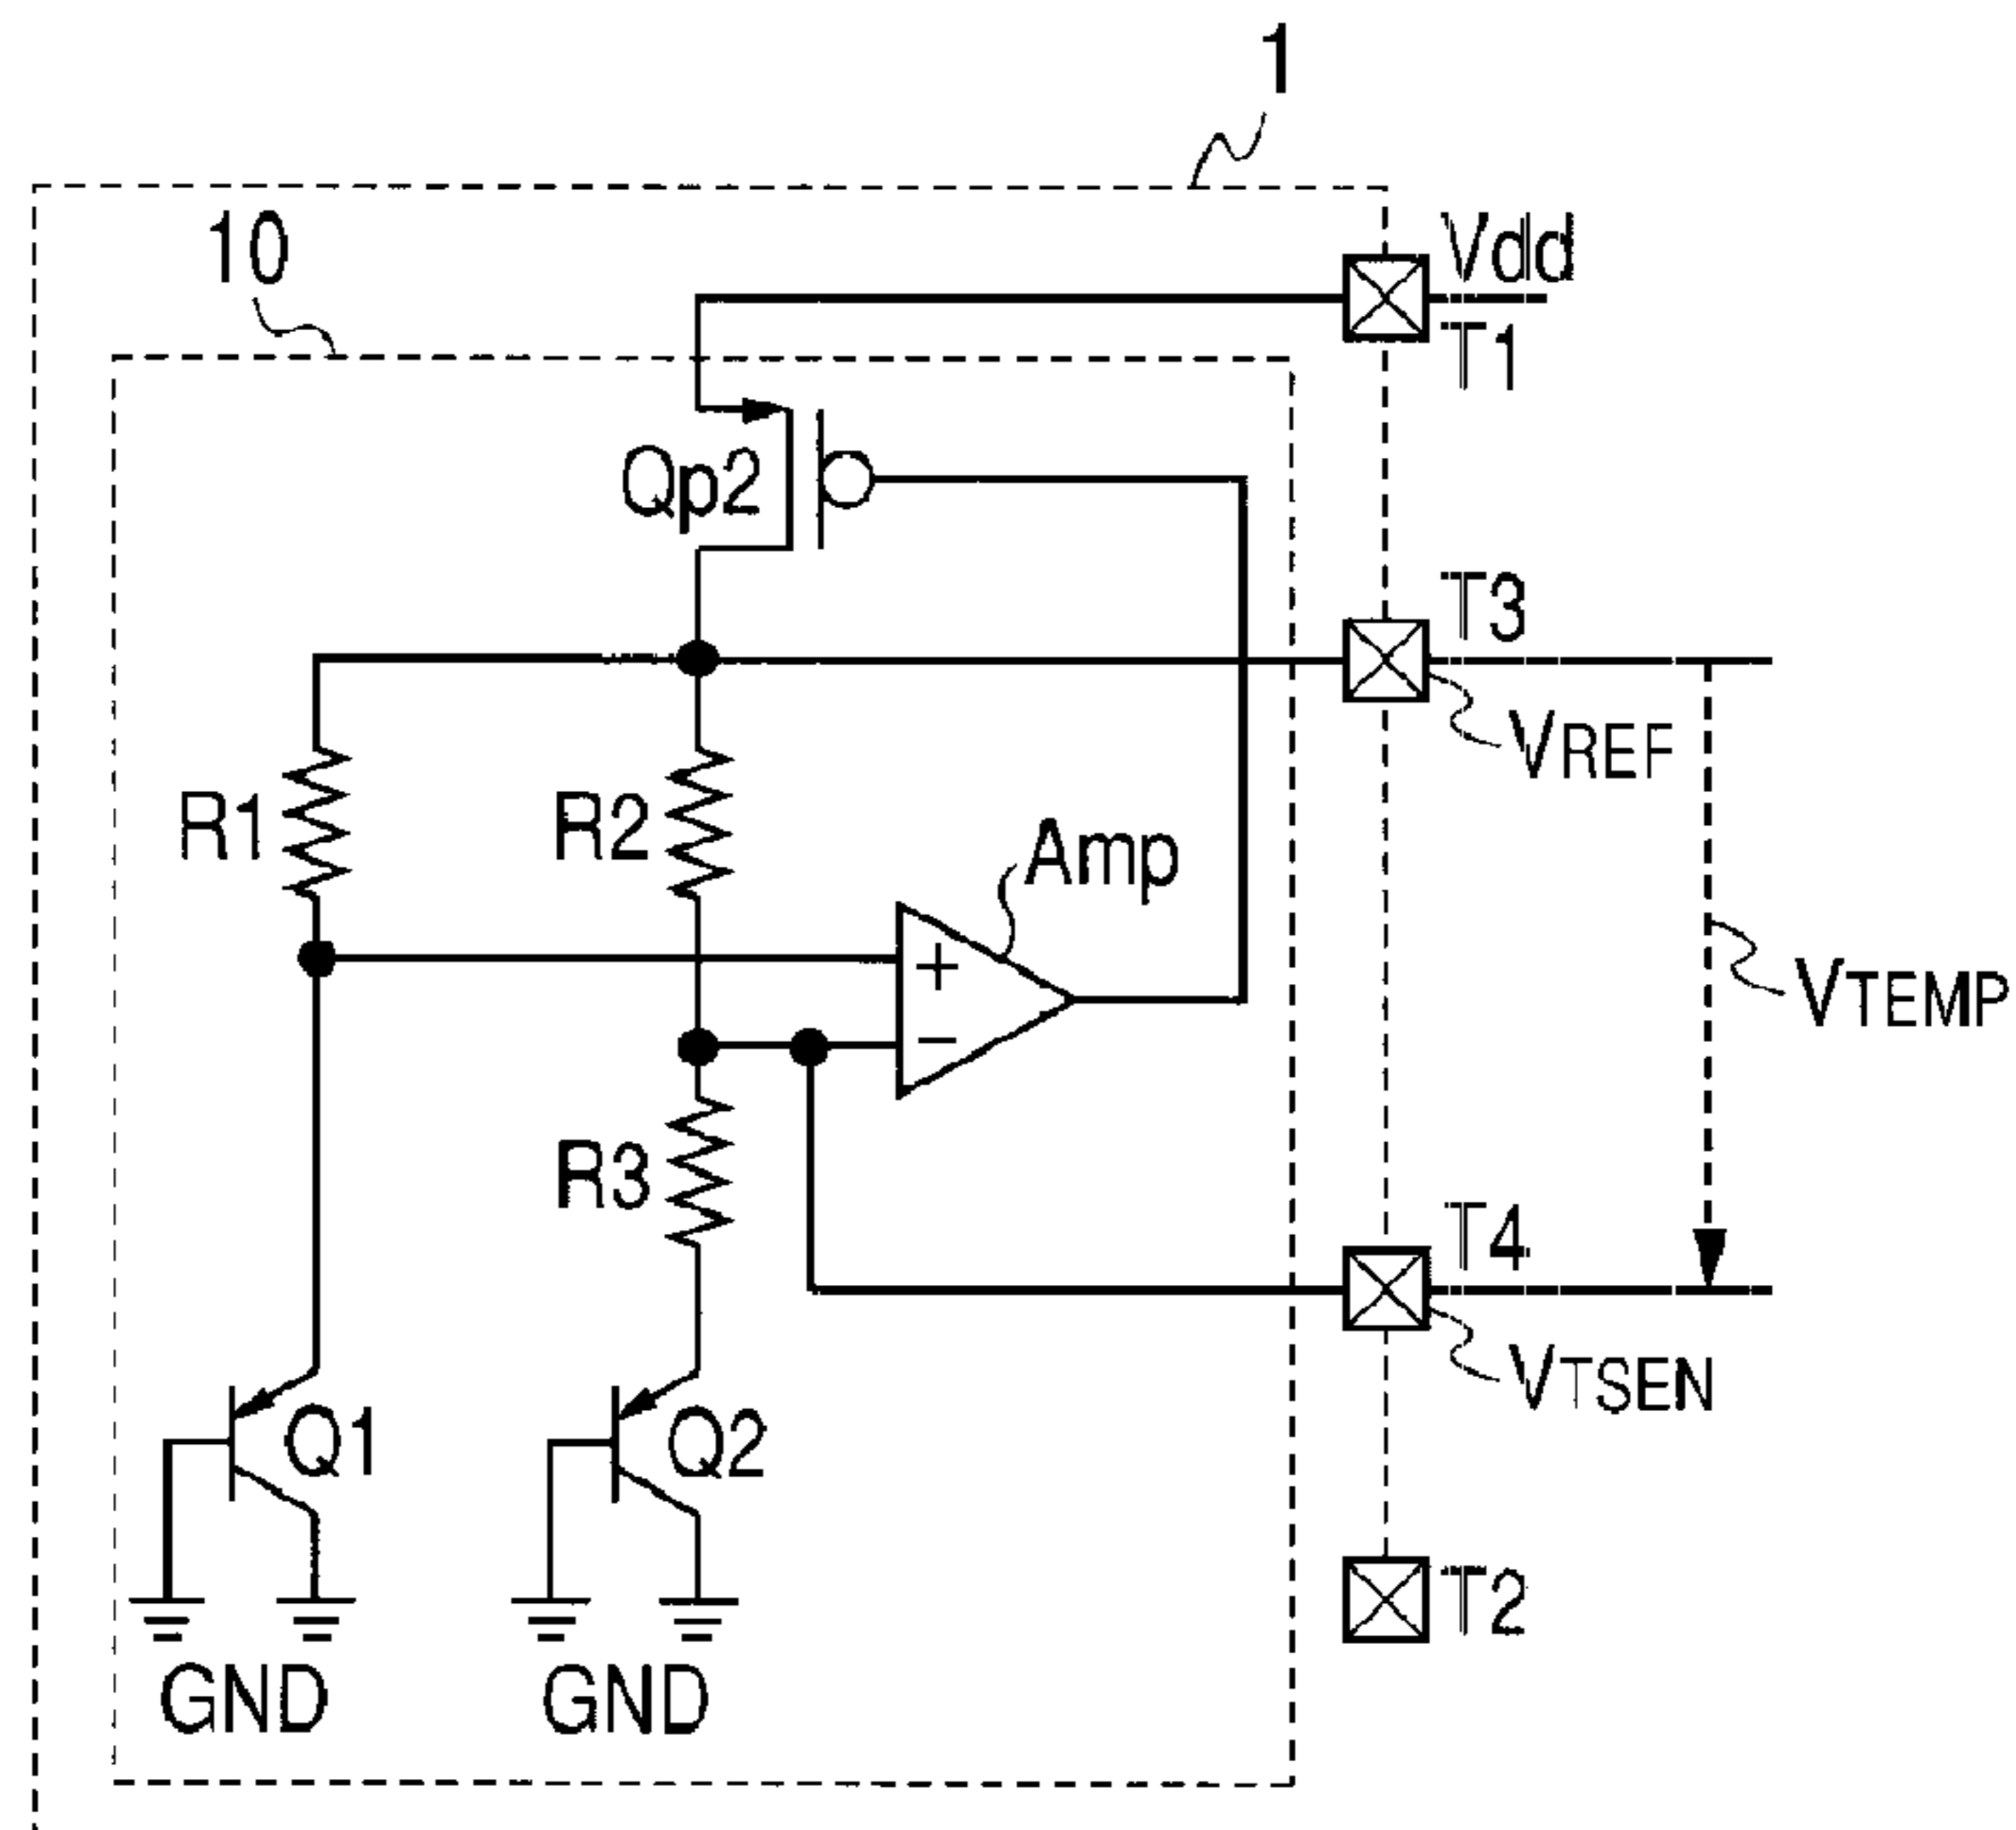 1
10
Vdd
T1
Qp2
T3
VREF
R1
R2
Amp
+
−
VTEMP
R3
T4
VTSEN
Q1
Q2
T2
GND
GND